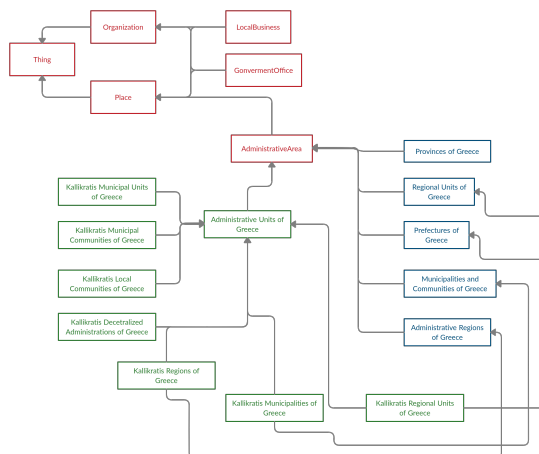 Organization
LocalBusiness
Thing
GonvermentOffice
Place
AdministrativeArea
Provinces of Greece
Kallikratis Municipal Units
of Greece
Regional Units of
Greece
Administrative Units of
Greece
Kallikratis Municipal
Communities of Greece
Prefectures of
Greece
Kallikratis Local
Communities of Greece
Municipalities and
Communities of Greece
Kallikratis Decetralized
Administrations of Greece
Administrative Regions
of Greece
Kallikratis Regions of
Greece
Kallikratis Municipalities of
Greece
Kallikratis Regional Units
of Greece